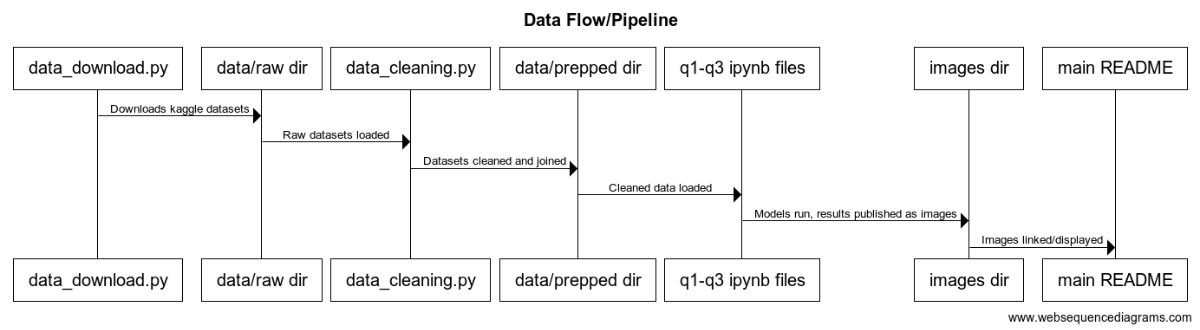 Data Flow/Pipeline
data_download.py
data/raw dir
data_cleaning.py
data/prepped dir
q1-q3 ipynb files
images dir
main README
Downloads kaggle datasets
Raw datasets loaded
Datasets cleaned and joined
Cleaned data loaded
Models run, results published as images
Images linked/displayed
data_download.py
data/raw dir
data_cleaning.py
data/prepped dir
q1-q3 ipynb files
images dir
main README
www.websequencediagrams.com